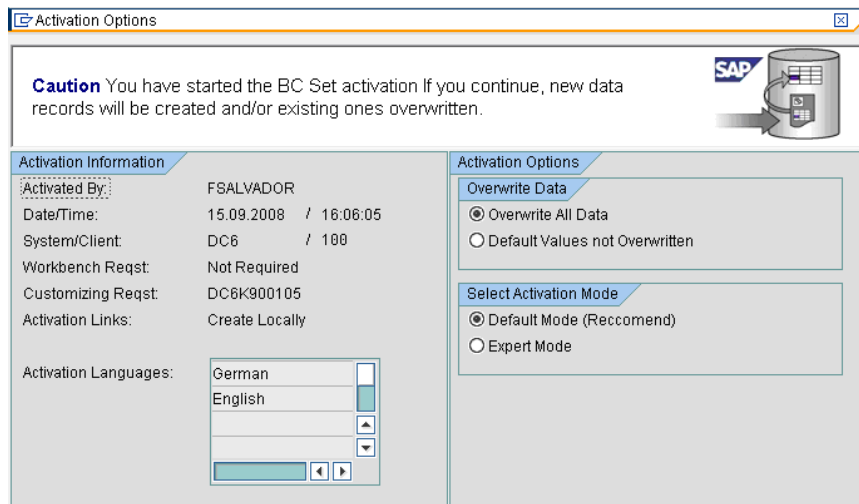 Activation Options
Caution You have started the BC Set activation If you continue, new data
records will be created and/or existing ones overwritten.
SAP
Activation Information
Activated By: FSALVADOR
Date/Time: 15.09.2008 / 16:06:05
System/Client: DC6 / 100
Workbench Reqst: Not Required
Customizing Reqst: DC6K900105
Activation Links: Create Locally
Activation Languages: German
English
Activation Options
Overwrite Data
Overwrite All Data
Default Values not Overwritten
Select Activation Mode
Default Mode (Reccomend)
Expert Mode